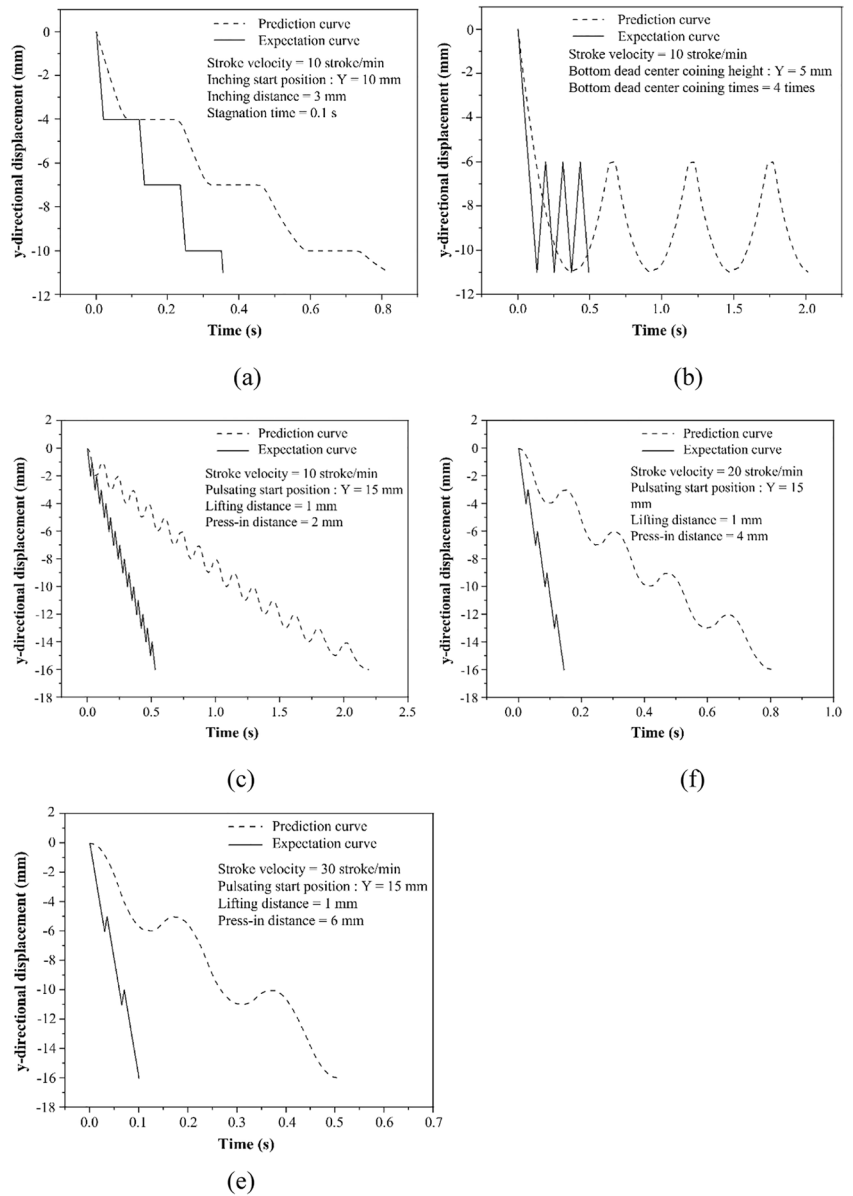 Prediction curve
Expectation curve
Stroke velocity = 10 stroke/min
Inching start position : Y = 10 mm
Inching distance = 3 mm
Stagnation time = 0.1 s
y-directional displacement (mm)
0
-2
-4
-6
-8
-10
-12
0.0 0.2 0.4 0.6 0.8
Time (s)
(a)
Prediction curve
Expectation curve
Stroke velocity = 10 stroke/min
Bottom dead center coining height : Y = 5 mm
Bottom dead center coining times = 4 times
y-directional displacement (mm)
0
-2
-4
-6
-8
-10
-12
0.0 0.5 1.0 1.5 2.0
Time (s)
(b)
Prediction curve
Expectation curve
Stroke velocity = 10 stroke/min
Pulsating start position : Y = 15 mm
Lifting distance = 1 mm
Press-in distance = 2 mm
y-directional displacement (mm)
2
0
-2
-4
-6
-8
-10
-12
-14
-16
-18
0.0 0.5 1.0 1.5 2.0 2.5
Time (s)
(c)
Prediction curve
Expectation curve
Stroke velocity = 20 stroke/min
Pulsating start position : Y = 15
mm
Lifting distance = 1 mm
Press-in distance = 4 mm
y-directional displacement (mm)
2
0
-2
-4
-6
-8
-10
-12
-14
-16
-18
0.0 0.2 0.4 0.6 0.8 1.0
Time (s)
(f)
Prediction curve
Expectation curve
Stroke velocity = 30 stroke/min
Pulsating start position : Y = 15 mm
Lifting distance = 1 mm
Press-in distance = 6 mm
y-directional displacement (mm)
2
0
-2
-4
-6
-8
-10
-12
-14
-16
-18
0.0 0.1 0.2 0.3 0.4 0.5 0.6 0.7
Time (s)
(e)